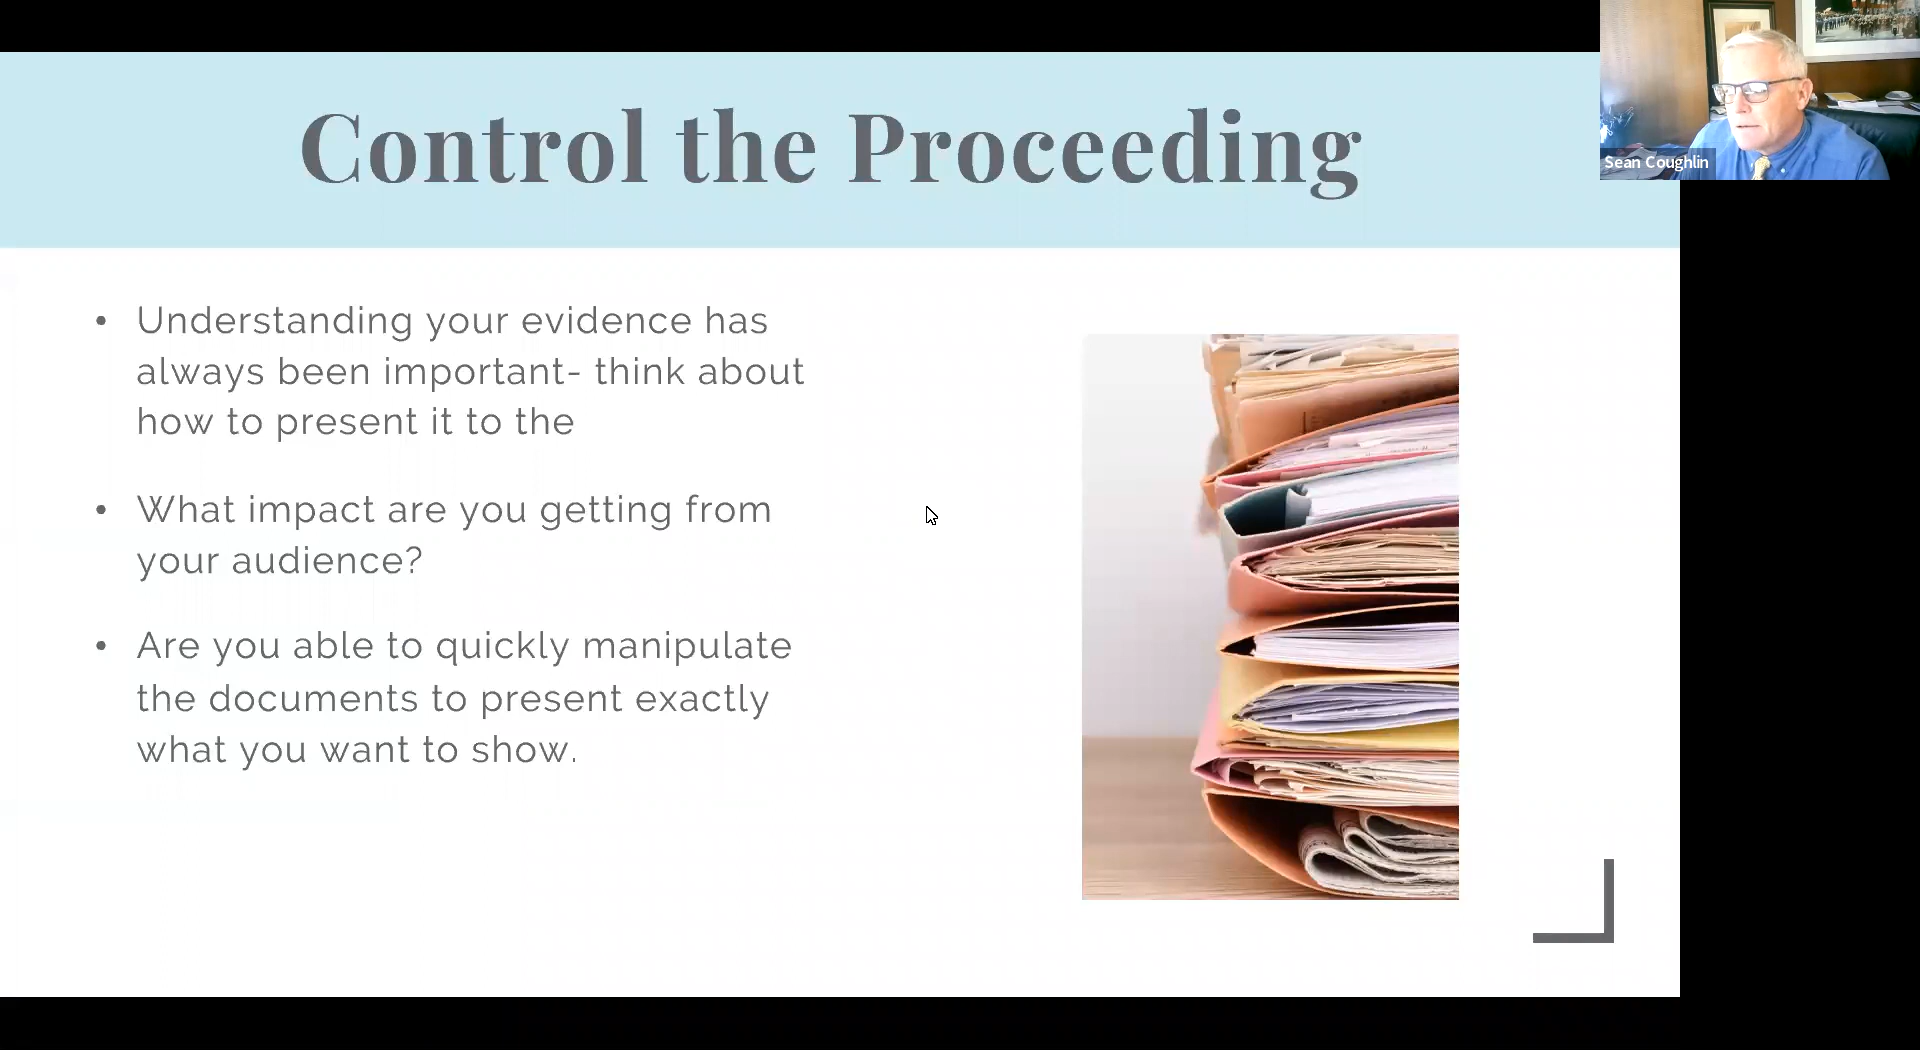 Control the Proceeding
Sean Coughlin
• Understanding your evidence has
always been important- think about
how to present it to the
• What impact are you getting from
your audience?
• Are you able to quickly manipulate
the documents to present exactly
what you want to show.